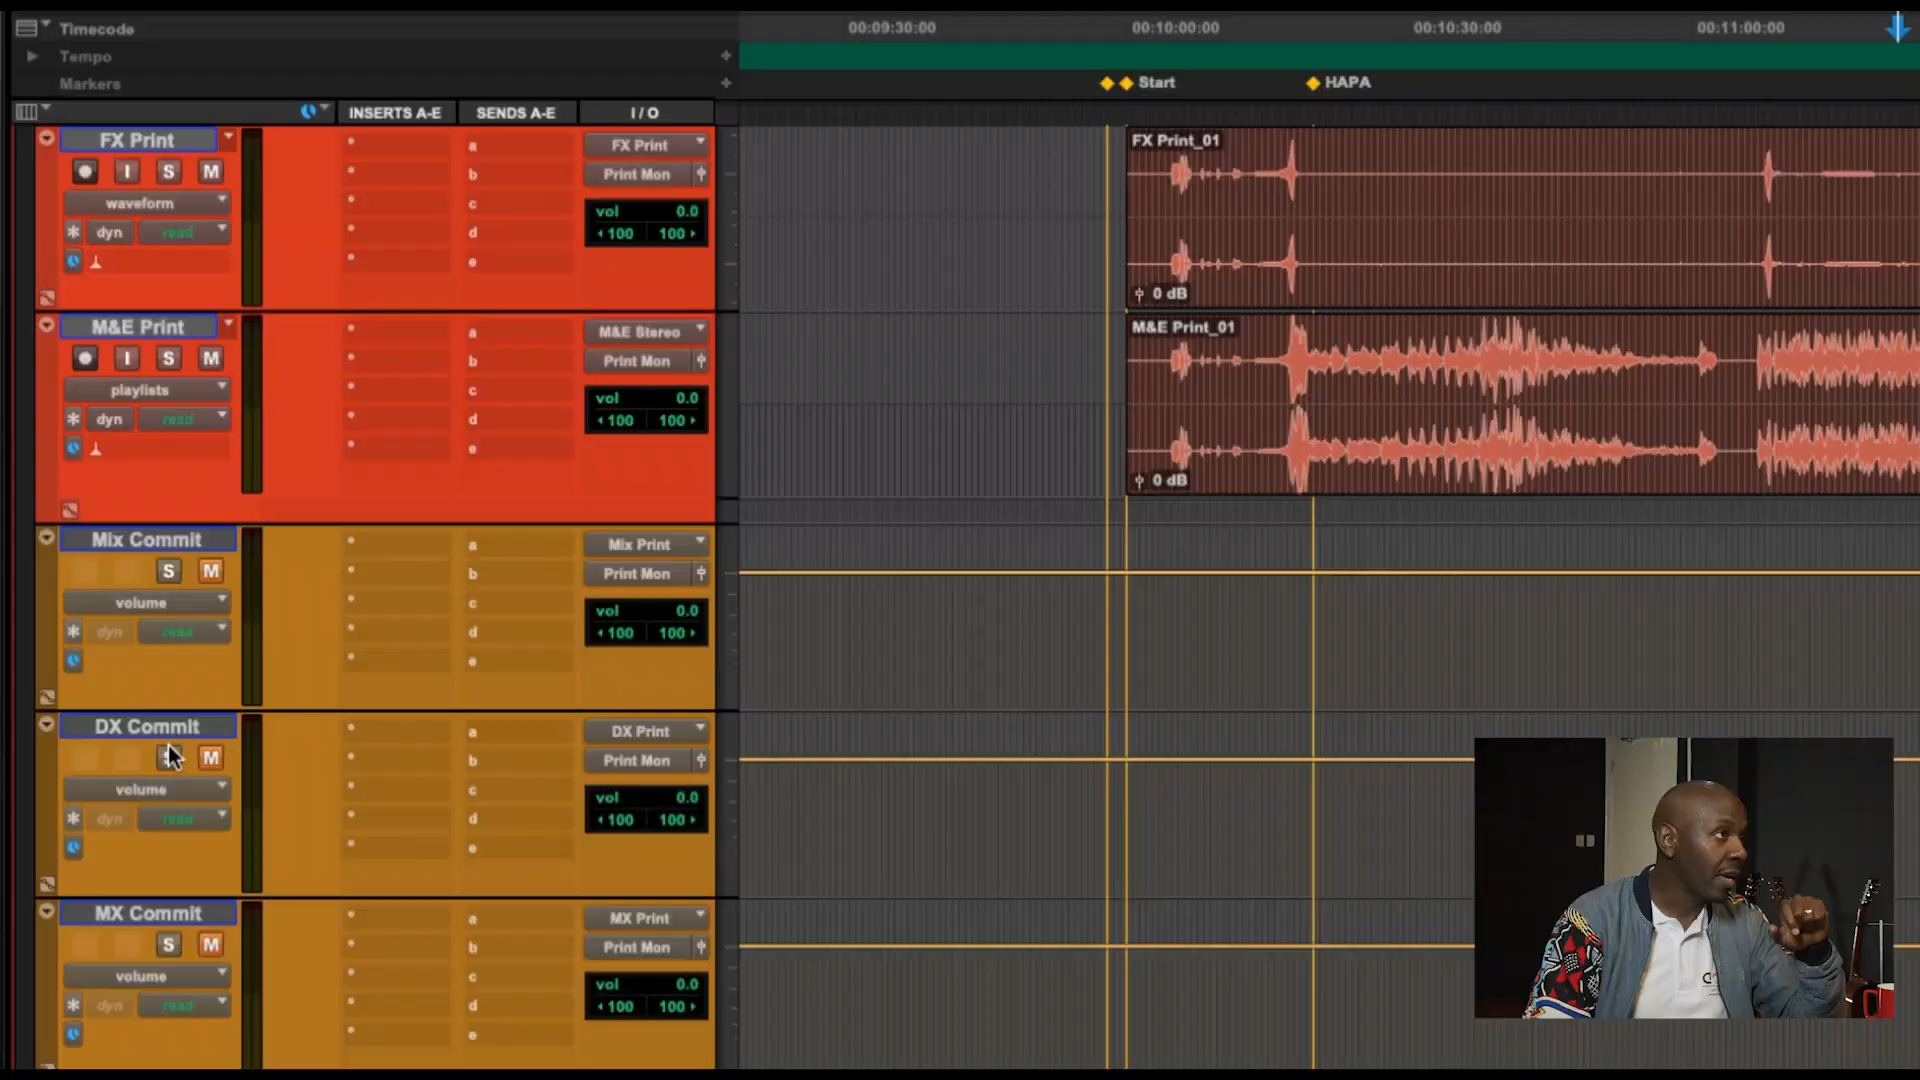 Timecode
00:09:30:00 00:10:00:00 00:10:30:00 00:11:00:00
Tempo
Markers
Start HAPA
INSERTS A-E SENDS A-E I / O
FX Print
I S M
waveform
dyn read
a
b
c
d
e
FX Print
Print Mon
vol 0.0
100 100
FX Print_01
0 dB
M&E Print
I S M
playlists
dyn read
a
b
c
d
e
M&E Stereo
Print Mon
vol 0.0
100 100
M&E Print_01
0 dB
Mix Commit
S M
volume
dyn read
a
b
c
d
e
Mix Print
Print Mon
vol 0.0
100 100
DX Commit
M
volume
dyn read
a
b
c
d
e
DX Print
Print Mon
vol 0.0
100 100
MX Commit
S M
volume
dyn read
a
b
c
d
e
MX Print
Print Mon
vol 0.0
100 100